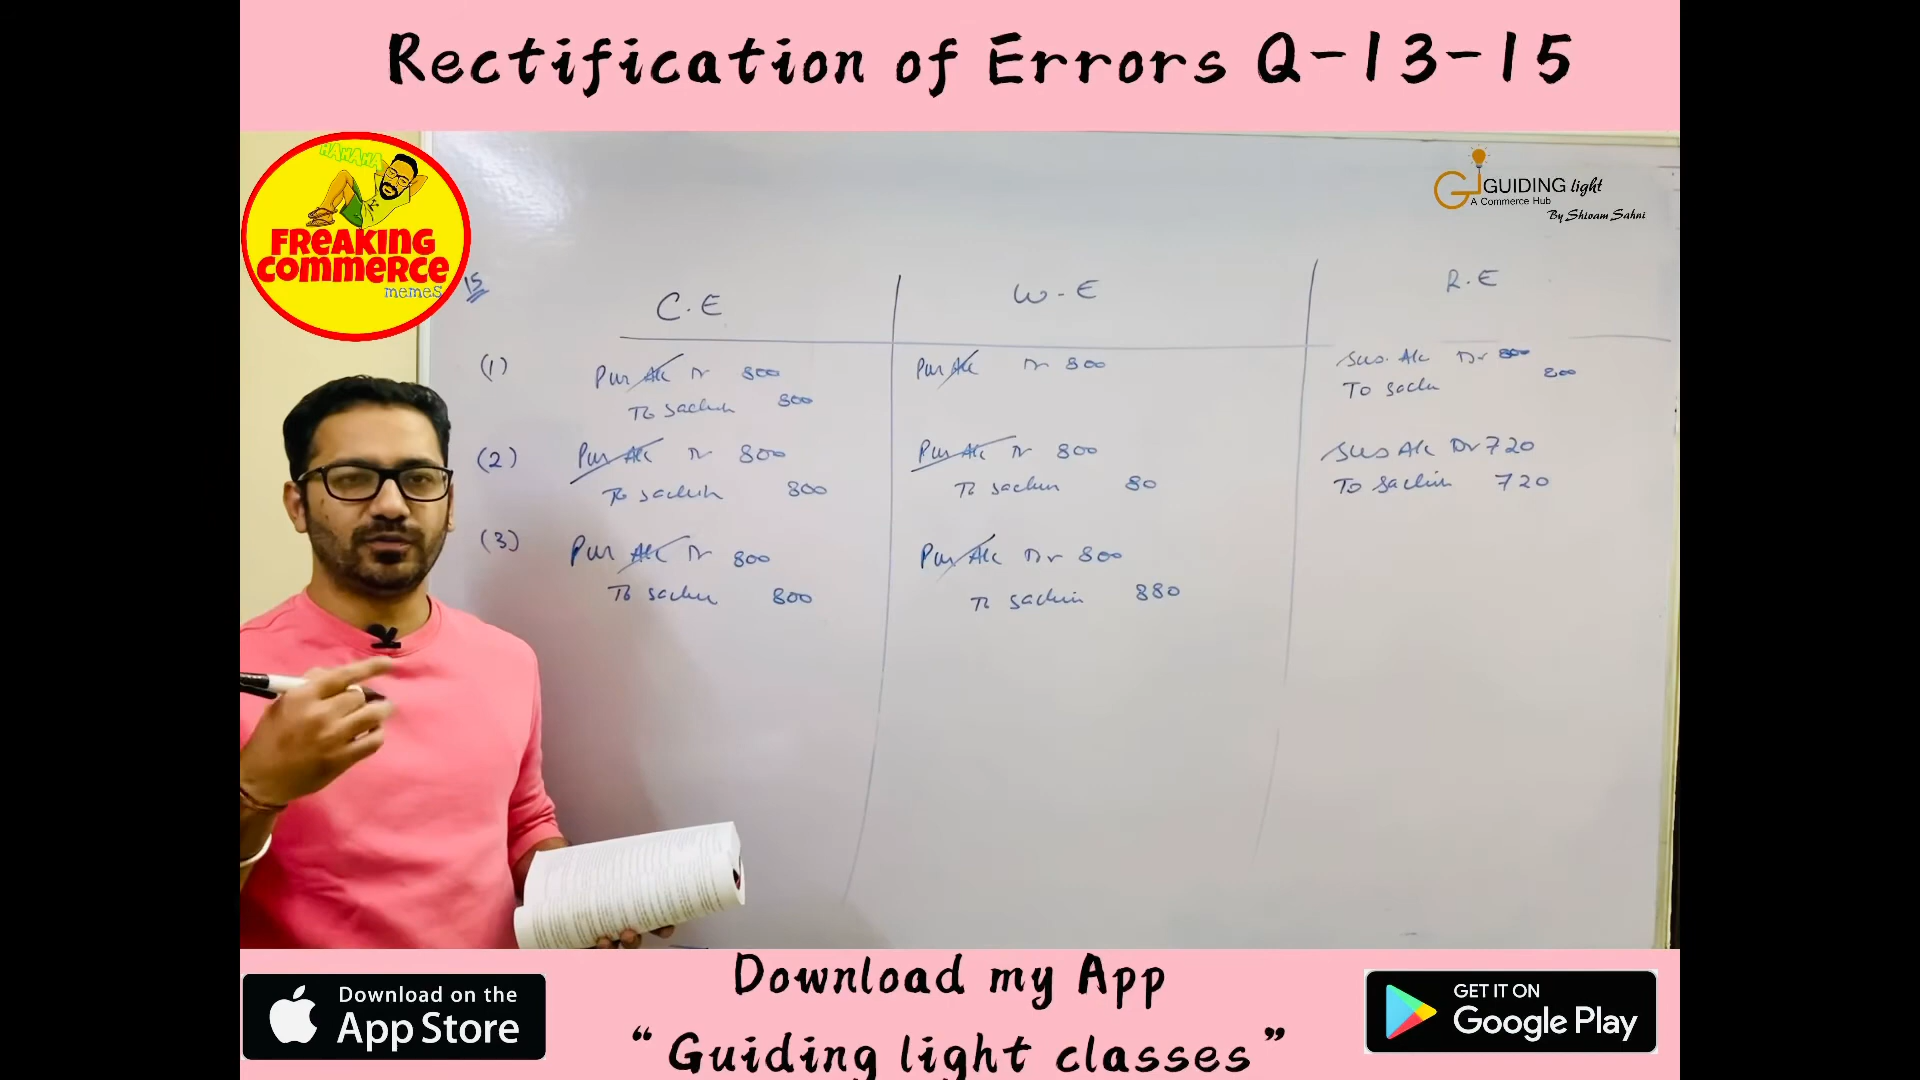 Rectification of Errors Q-13-15
HAHAHA
FREAKING
COMMERCE
MEMES
GUIDING light
A Commerce Hub
By Shivam Sahni
15
C.E
W.E
R.E
(1)
Pur A/c Dr 800
To Sachin 800
Pur A/c Dr 800
Sus. A/c Dr 800
To Sachin 800
(2)
Pur A/c Dr 800
To Sachin 800
Pur A/c Dr 800
To Sachin 80
Sus A/c Dr 720
To Sachin 720
(3)
Pur A/c Dr 800
To Sachin 800
Pur A/c Dr 800
To Sachin 880
Download my App
"Guiding light classes"
Download on the
App Store
GET IT ON
Google Play